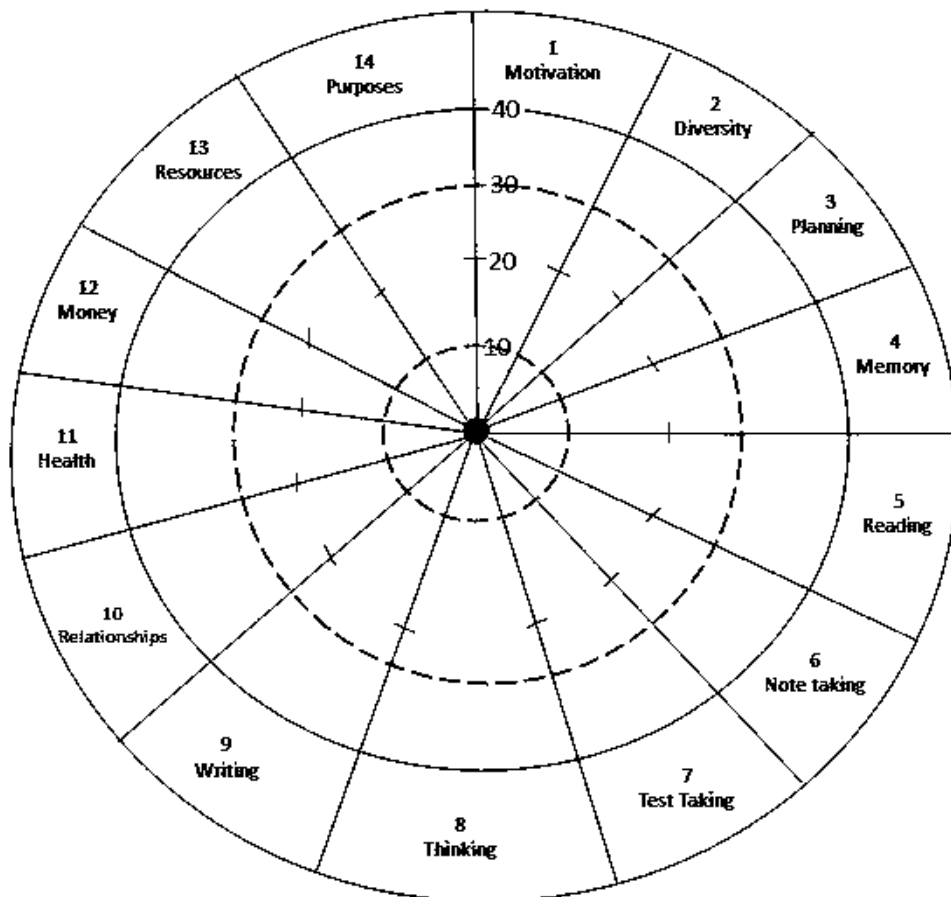 1
Motivation
2
Diversity
3
Planning
4
Memory
5
Reading
6
Note taking
7
Test Taking
8
Thinking
9
Writing
10
Relationships
11
Health
12
Money
13
Resources
14
Purposes
40
30
20
10